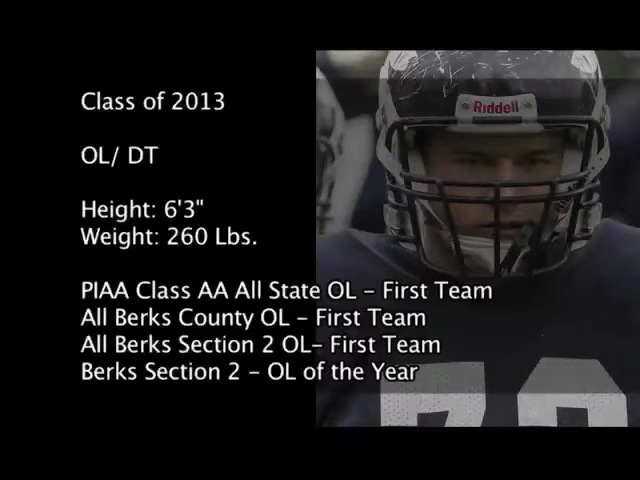 Riddell
Class of 2013
OL/ DT
Height: 6'3"
Weight: 260 Lbs.
PIAA Class AA All State OL - First Team
All Berks County OL - First Team
All Berks Section 2 OL- First Team
Berks Section 2 - OL of the Year